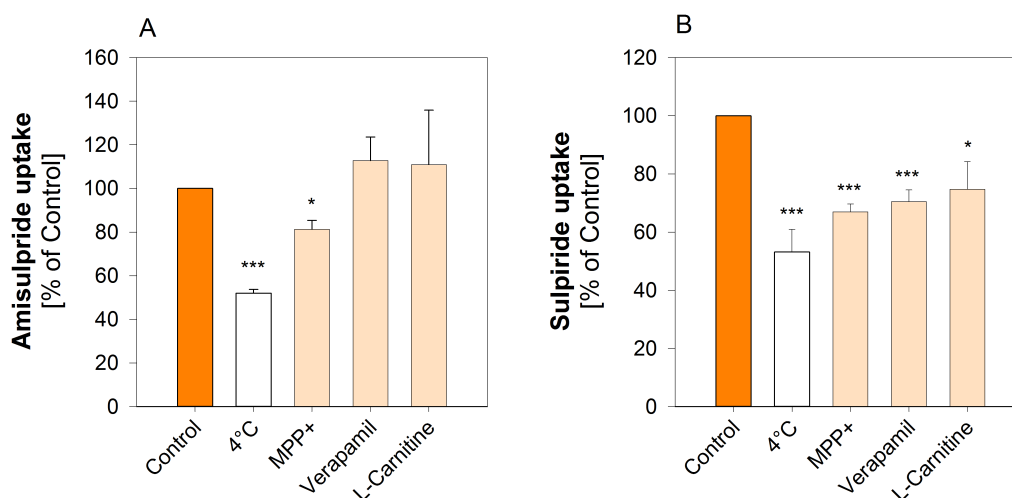 A
Amisulpride uptake
[% of Control]
160
140
120
100
80
60
40
20
0
***
*
Control
4°C
MPP+
Verapamil
L-Carnitine
B
Sulpiride uptake
[% of Control]
120
100
80
60
40
20
0
***
***
***
*
Control
4°C
MPP+
Verapamil
L-Carnitine